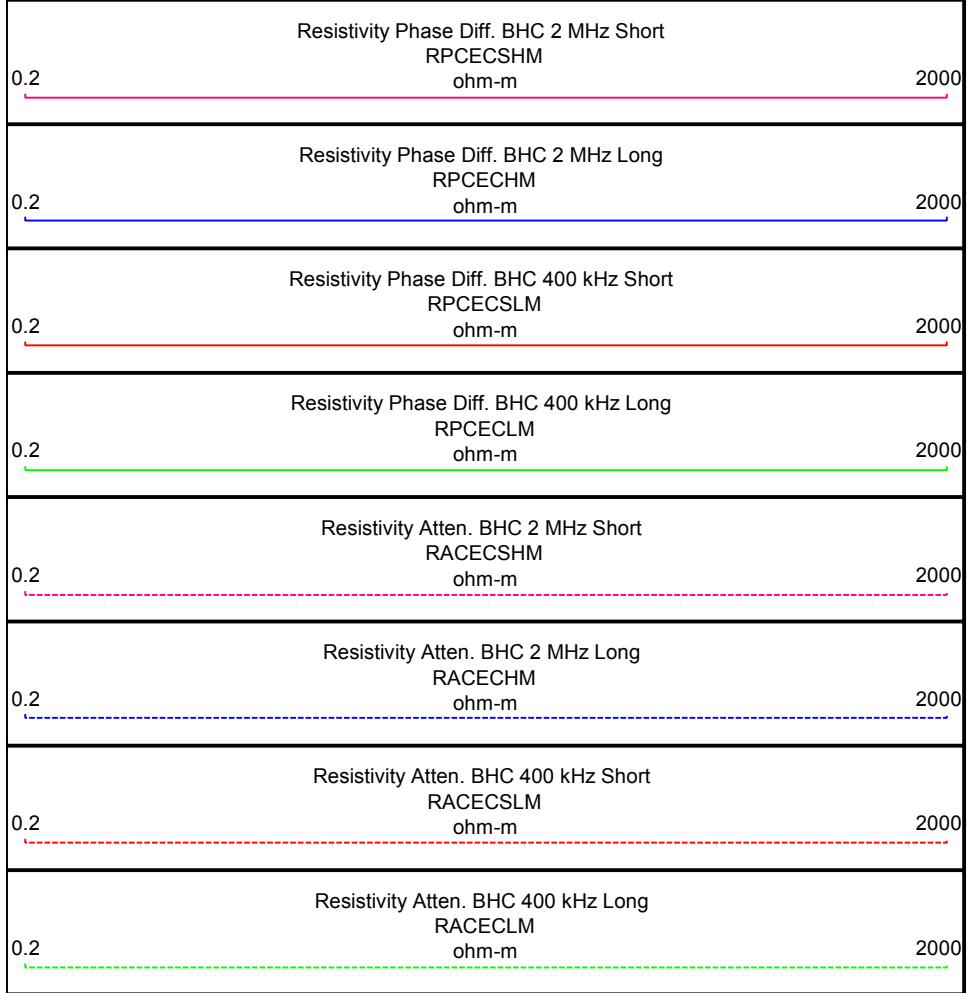 Resistivity Phase Diff. BHC 2 MHz Short
RPCECSHM
0.2 ohm-m 2000
Resistivity Phase Diff. BHC 2 MHz Long
RPCECHM
0.2 ohm-m 2000
Resistivity Phase Diff. BHC 400 kHz Short
RPCECSLM
0.2 ohm-m 2000
Resistivity Phase Diff. BHC 400 kHz Long
RPCECLM
0.2 ohm-m 2000
Resistivity Atten. BHC 2 MHz Short
RACECSHM
0.2 ohm-m 2000
Resistivity Atten. BHC 2 MHz Long
RACECHM
0.2 ohm-m 2000
Resistivity Atten. BHC 400 kHz Short
RACECSLM
0.2 ohm-m 2000
Resistivity Atten. BHC 400 kHz Long
RACECLM
0.2 ohm-m 2000